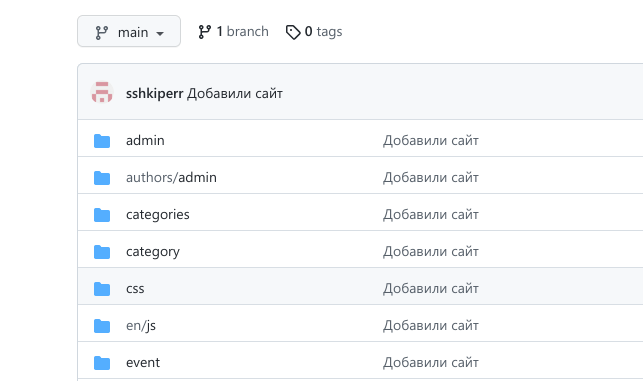 main 1 branch 0 tags
sshkiperr Добавили сайт
admin Добавили сайт
authors/admin Добавили сайт
categories Добавили сайт
category Добавили сайт
css Добавили сайт
en/js Добавили сайт
event Добавили сайт